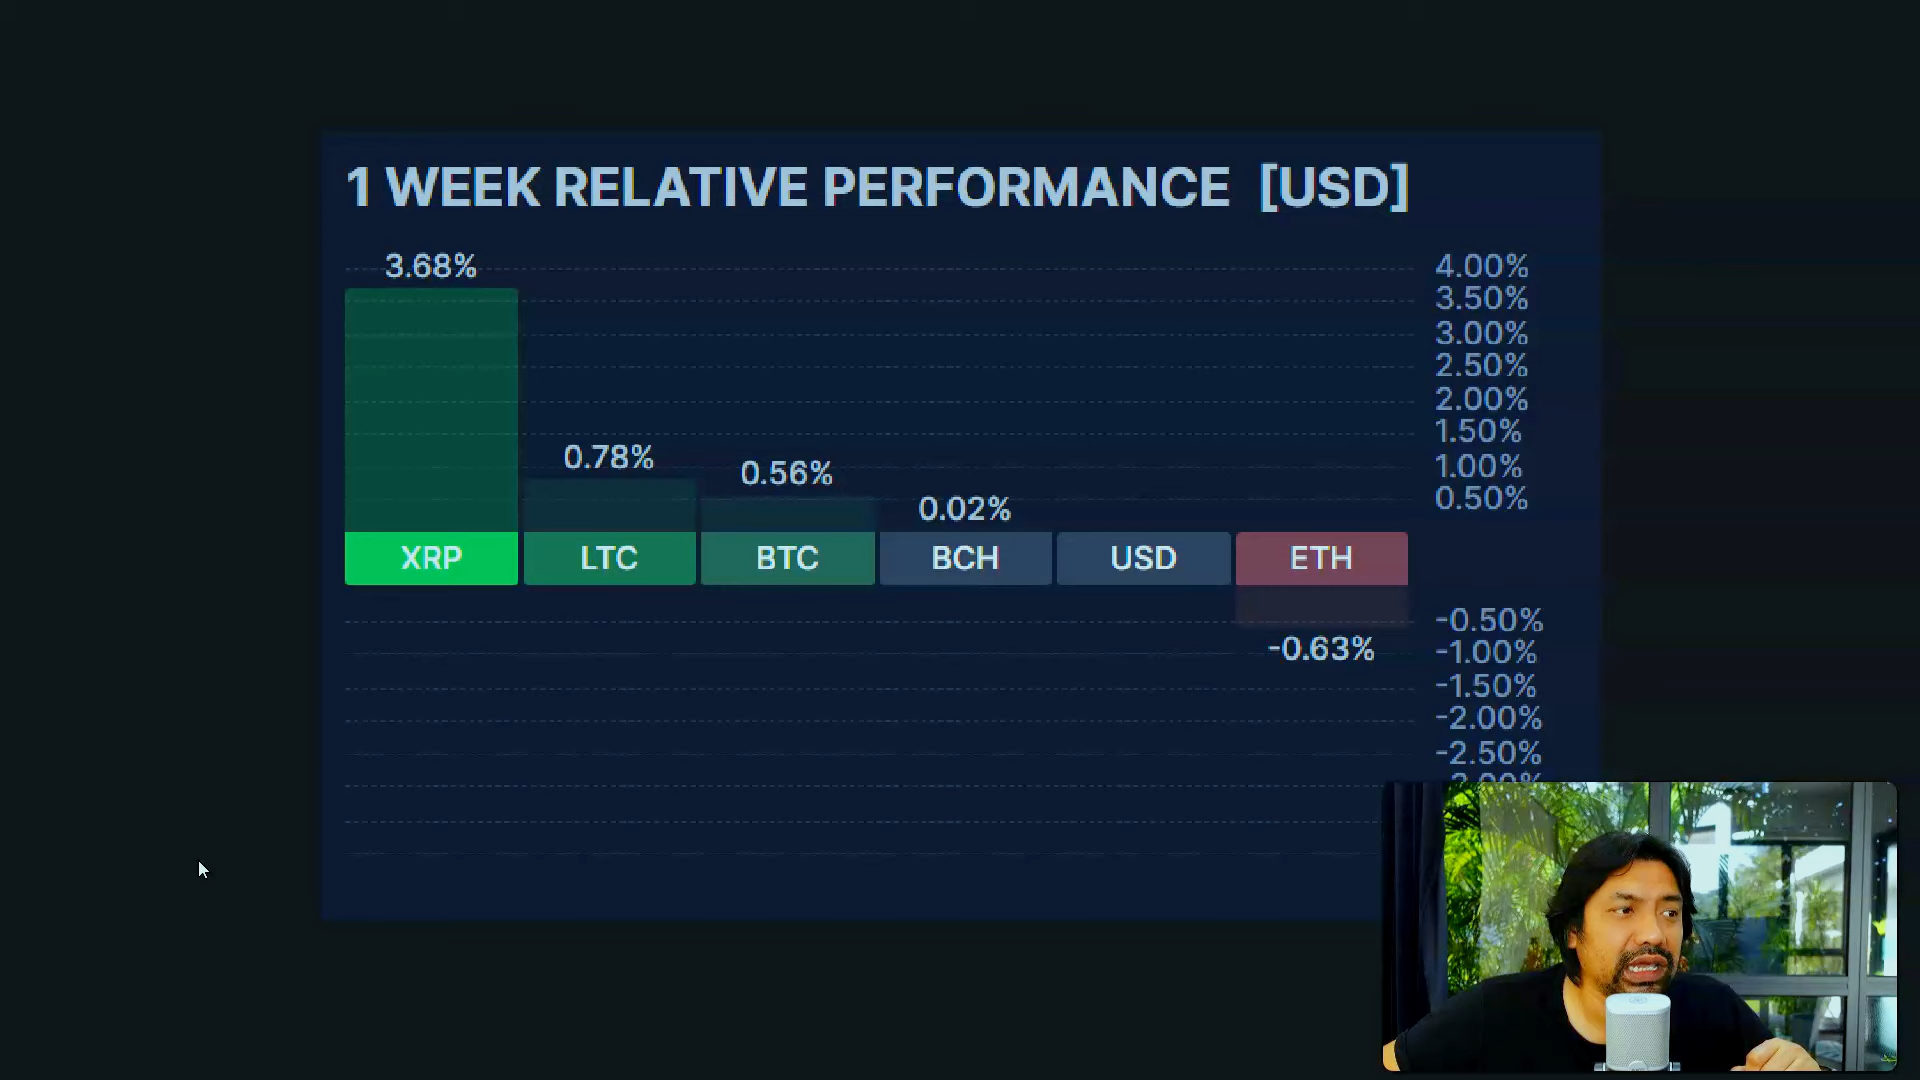 1 WEEK RELATIVE PERFORMANCE [USD]
3.68%
0.78%
0.56%
0.02%
XRP
LTC
BTC
BCH
USD
ETH
-0.63%
4.00%
3.50%
3.00%
2.50%
2.00%
1.50%
1.00%
0.50%
-0.50%
-1.00%
-1.50%
-2.00%
-2.50%